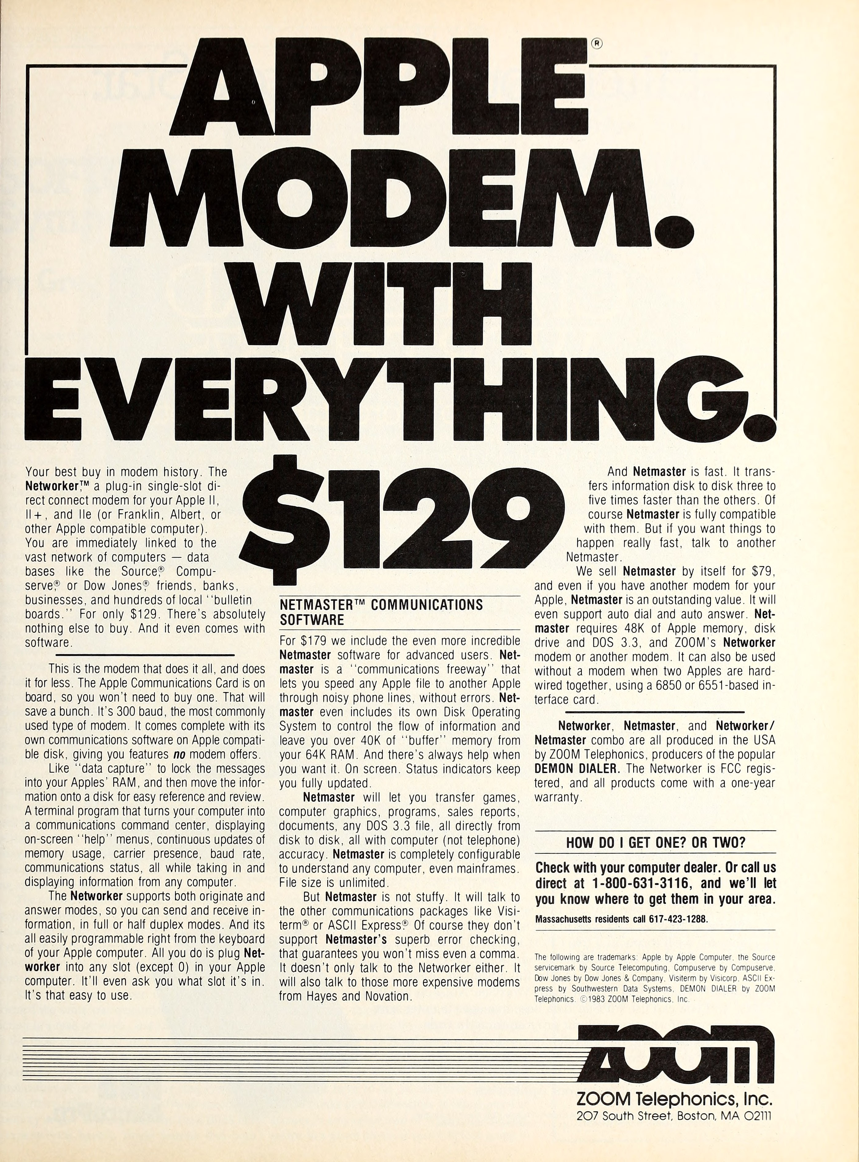 APPLE®
MODEM.
WITH
EVERYTHING.
$129
Your best buy in modem history. The
Networker,™ a plug-in single-slot di-
rect connect modem for your Apple II,
II+, and IIe (or Franklin, Albert, or
other Apple compatible computer).
You are immediately linked to the
vast network of computers — data
bases like the Source,® Compu-
serve,® or Dow Jones,® friends, banks,
businesses, and hundreds of local "bulletin
boards." For only $129. There's absolutely
nothing else to buy. And it even comes with
software.
This is the modem that does it all, and does
it for less. The Apple Communications Card is on
board, so you won't need to buy one. That will
save a bunch. It's 300 baud, the most commonly
used type of modem. It comes complete with its
own communications software on Apple compati-
ble disk, giving you features no modem offers.
Like "data capture" to lock the messages
into your Apples' RAM, and then move the infor-
mation onto a disk for easy reference and review.
A terminal program that turns your computer into
a communications command center, displaying
on-screen "help" menus, continuous updates of
memory usage, carrier presence, baud rate,
communications status, all while taking in and
displaying information from any computer.
The Networker supports both originate and
answer modes, so you can send and receive in-
formation, in full or half duplex modes. And its
all easily programmable right from the keyboard
of your Apple computer. All you do is plug Net-
worker into any slot (except 0) in your Apple
computer. It'll even ask you what slot it's in.
It's that easy to use.
NETMASTER™ COMMUNICATIONS
SOFTWARE
For $179 we include the even more incredible
Netmaster software for advanced users. Net-
master is a "communications freeway" that
lets you speed any Apple file to another Apple
through noisy phone lines, without errors. Net-
master even includes its own Disk Operating
System to control the flow of information and
leave you over 40K of "buffer" memory from
your 64K RAM. And there's always help when
you want it. On screen. Status indicators keep
you fully updated.
Netmaster will let you transfer games,
computer graphics, programs, sales reports,
documents, any DOS 3.3 file, all directly from
disk to disk, all with computer (not telephone)
accuracy. Netmaster is completely configurable
to understand any computer, even mainframes.
File size is unlimited.
But Netmaster is not stuffy. It will talk to
the other communications packages like Visi-
term® or ASCII Express® Of course they don't
support Netmaster's superb error checking,
that guarantees you won't miss even a comma.
It doesn't only talk to the Networker either. It
will also talk to those more expensive modems
from Hayes and Novation.
And Netmaster is fast. It trans-
fers information disk to disk three to
five times faster than the others. Of
course Netmaster is fully compatible
with them. But if you want things to
happen really fast, talk to another
Netmaster.
We sell Netmaster by itself for $79,
and even if you have another modem for your
Apple, Netmaster is an outstanding value. It will
even support auto dial and auto answer. Net-
master requires 48K of Apple memory, disk
drive and DOS 3.3, and ZOOM's Networker
modem or another modem. It can also be used
without a modem when two Apples are hard-
wired together, using a 6850 or 6551-based in-
terface card.
Networker, Netmaster, and Networker/
Netmaster combo are all produced in the USA
by ZOOM Telephonics, producers of the popular
DEMON DIALER. The Networker is FCC regis-
tered, and all products come with a one-year
warranty.
HOW DO I GET ONE? OR TWO?
Check with your computer dealer. Or call us
direct at 1-800-631-3116, and we'll let
you know where to get them in your area.
Massachusetts residents call 617-423-1288.
The following are trademarks: Apple by Apple Computer, the Source
servicemark by Source Telecomputing, Compuserve by Compuserve,
Dow Jones by Dow Jones & Company, Visiterm by Visicorp, ASCII Ex-
press by Southwestern Data Systems, DEMON DIALER by ZOOM
Telephonics. ©1983 ZOOM Telephonics, Inc.
ZOOM
ZOOM Telephonics, Inc.
207 South Street, Boston, MA 02111